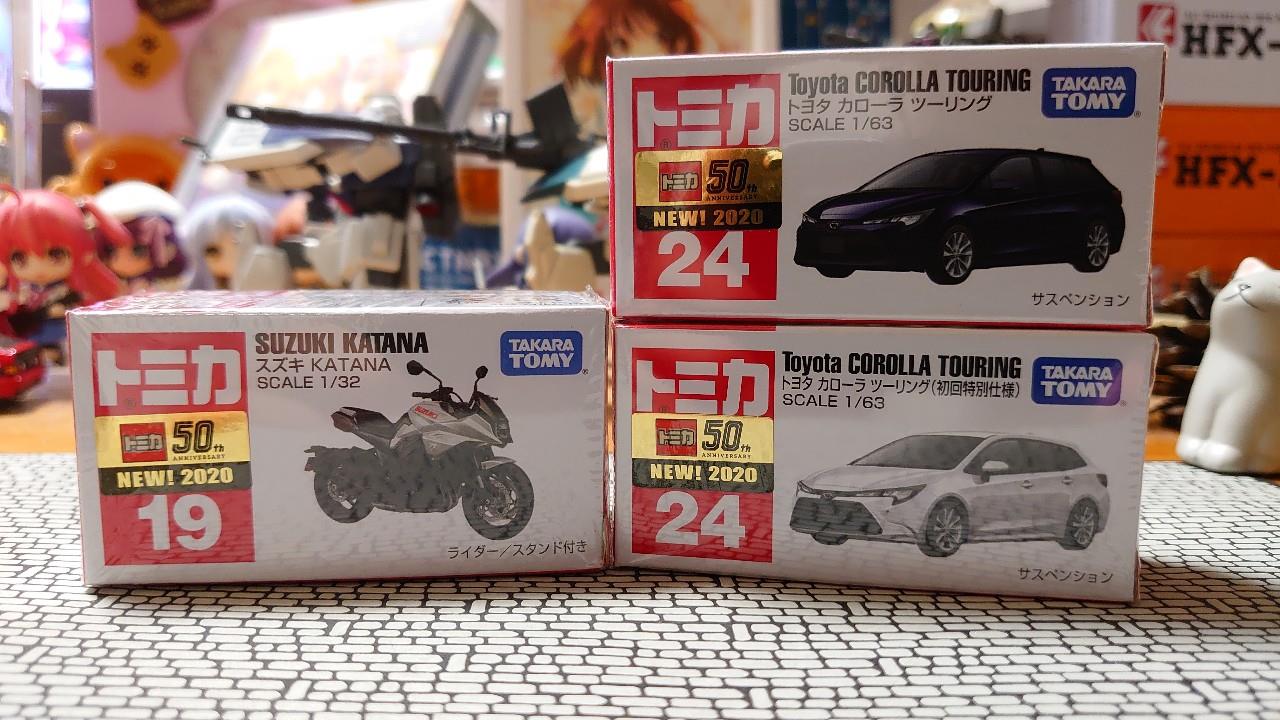 トミカ
トミカ 50th
ANNIVERSARY
NEW! 2020
19
SUZUKI KATANA
スズキ KATANA
SCALE 1/32
TAKARA
TOMY
ライダー/スタンド付き
トミカ
トミカ 50th
ANNIVERSARY
NEW! 2020
24
Toyota COROLLA TOURING
トヨタ カローラ ツーリング
SCALE 1/63
TAKARA
TOMY
サスペンション
トミカ
トミカ 50th
ANNIVERSARY
NEW! 2020
24
Toyota COROLLA TOURING
トヨタ カローラ ツーリング(初回特別仕様)
SCALE 1/63
TAKARA
TOMY
サスペンション
SUZUKI
HFX-
HFX-